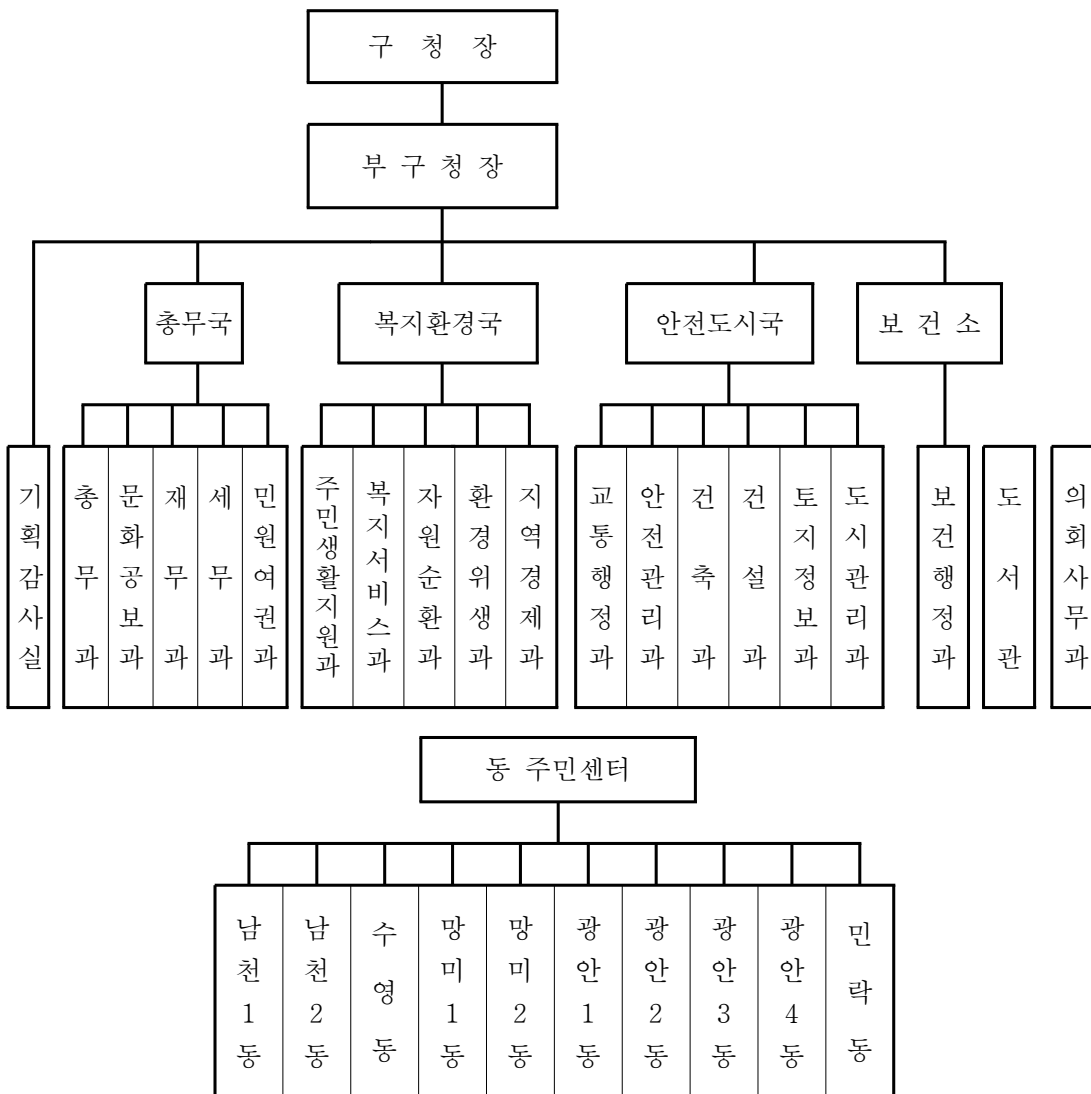 구 청 장
부 구 청 장
총무국
복지환경국
안전도시국
보 건 소
기획감사실
총무과
문화공보과
재무과
세무과
민원여권과
주민생활지원과
복지서비스과
자원순환과
환경위생과
지역경제과
교통행정과
안전관리과
건축과
건설과
토지정보과
도시관리과
보건행정과
도서관
의회사무과
동 주민센터
남천1동
남천2동
수영동
망미1동
망미2동
광안1동
광안2동
광안3동
광안4동
민락동